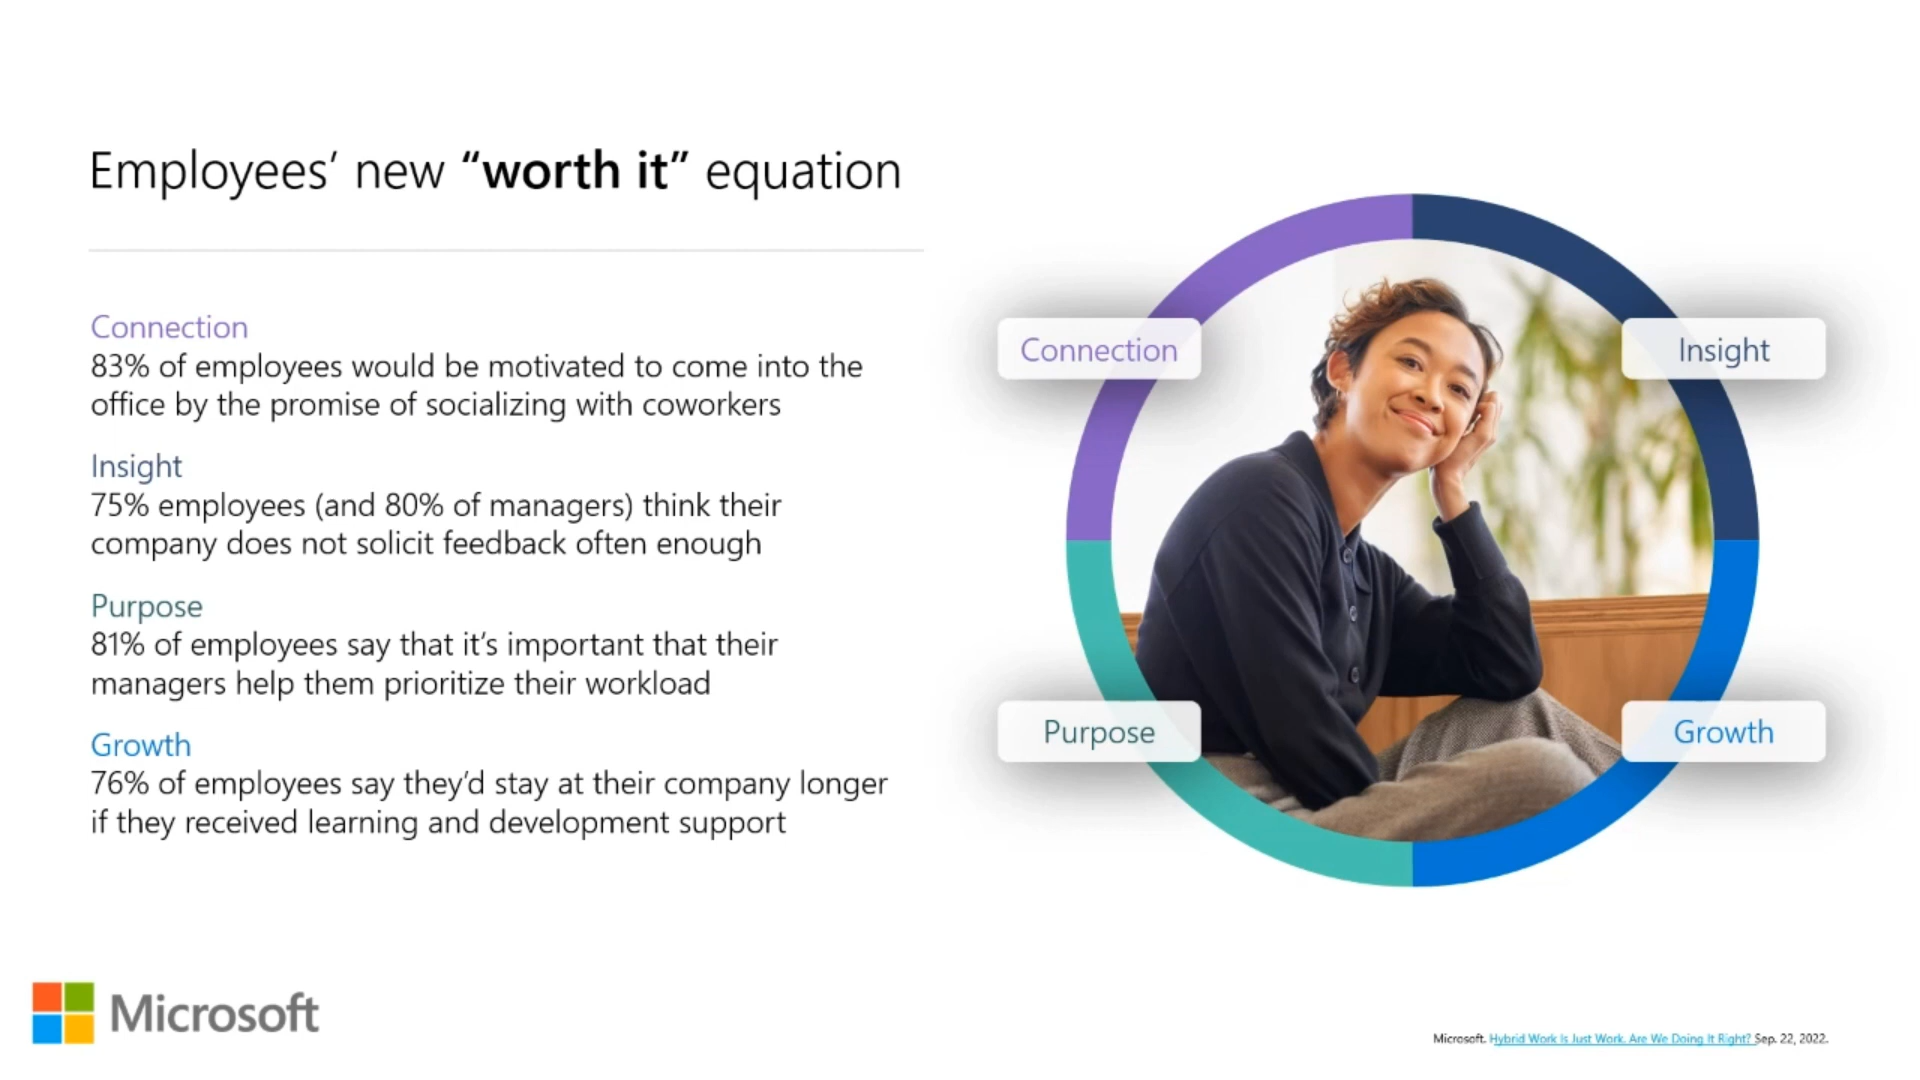 Employees’ new “worth it” equation
Connection
83% of employees would be motivated to come into the
office by the promise of socializing with coworkers
Insight
75% employees (and 80% of managers) think their
company does not solicit feedback often enough
Purpose
81% of employees say that it’s important that their
managers help them prioritize their workload
Growth
76% of employees say they’d stay at their company longer
if they received learning and development support
Connection
Insight
Purpose
Growth
Microsoft
Microsoft. Hybrid Work Is Just Work. Are We Doing It Right? Sep. 22, 2022.